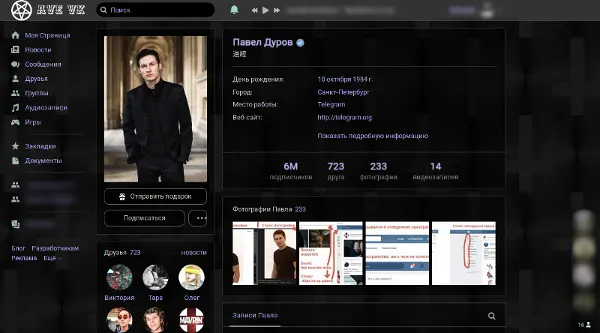 RVE VK
Поиск
Моя Страница
Новости
Сообщения
Друзья
Группы
Аудиозаписи
Игры
Закладки
Документы
Блог Разработчикам
Реклама Ещё
Отправить подарок
Подписаться
Друзья 723 новости
Виктория Тара Олег
MAVRIN
Павел Дуров
День рождения: 10 октября 1984 г.
Город: Санкт-Петербург
Место работы: Telegram
Веб-сайт: http://telegram.org
Показать подробную информацию
6M 723 233 14
подписчиков друга фотографии видеозаписей
Фотографии Павла 233
Записи Павла
16